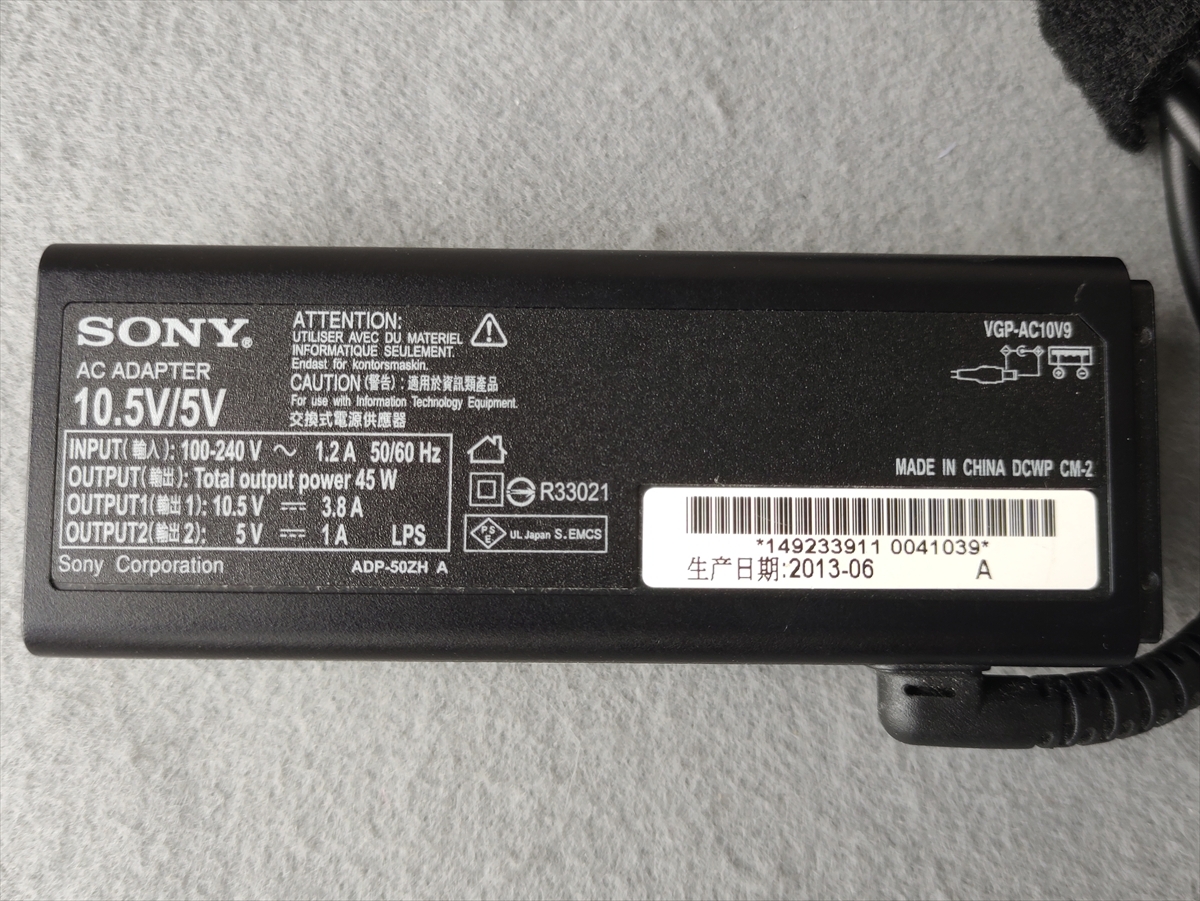 SONY®
AC ADAPTER
10.5V/5V
ATTENTION:
UTILISER AVEC DU MATERIEL
INFORMATIQUE SEULEMENT.
Endast för kontorsmaskin.
CAUTION (警告) : 適用於資訊類產品
For use with Information Technology Equipment.
交換式電源供應器
INPUT(輸入): 100-240 V ～ 1.2 A 50/60 Hz
OUTPUT(輸出): Total output power 45 W
OUTPUT1(輸出1): 10.5 V ⎓ 3.8 A
OUTPUT2(輸出2): 5 V ⎓ 1 A LPS
Sony Corporation
ADP-50ZH A
R33021
PSE UL Japan S.EMCS
VGP-AC10V9
MADE IN CHINA DCWP CM-2
*149233911 0041039*
生产日期:2013-06 A